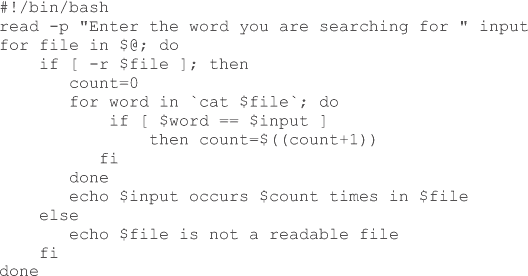 #!/bin/bash
read -p "Enter the word you are searching for " input
for file in $@; do
    if [ -r $file ]; then
       count=0
       for word in `cat $file`; do
           if [ $word == $input ]
               then count=$((count+1))
          fi
       done
       echo $input occurs $count times in $file
    else
       echo $file is not a readable file
    fi
done